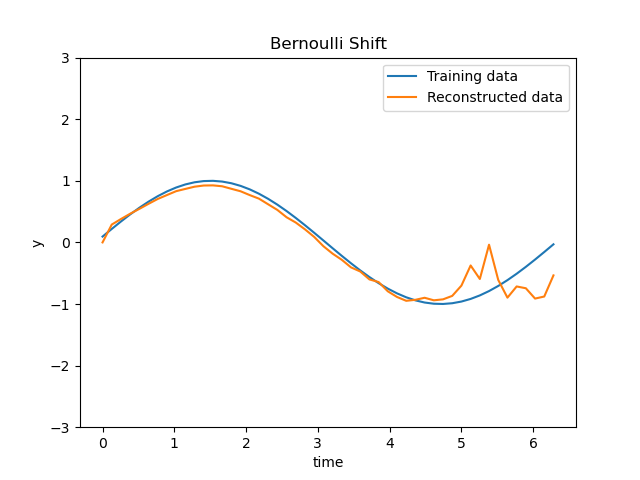 Bernoulli Shift
Training data
Reconstructed data
3
2
1
0
−1
−2
−3
y
0 1 2 3 4 5 6
time